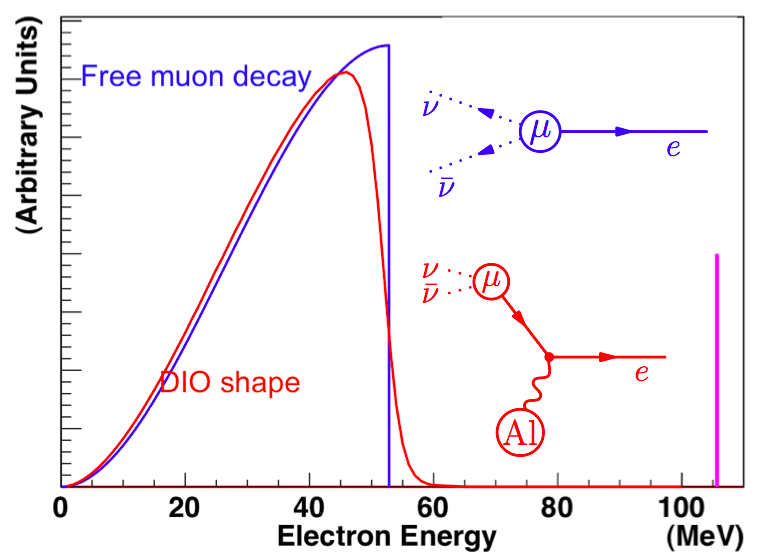 (Arbitrary Units)
Free muon decay
ν
ν̄
μ
e
ν
ν̄
μ
e
Al
DIO shape
0 20 40 60 80 100
Electron Energy (MeV)